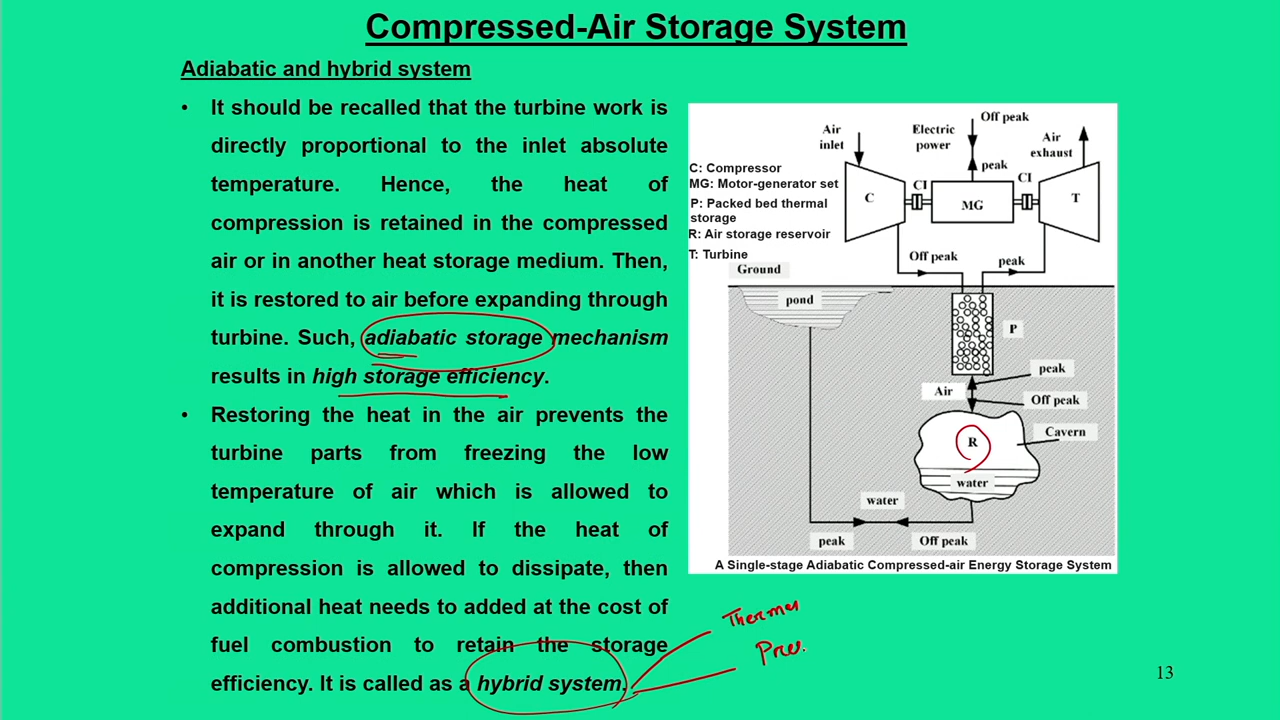 Compressed-Air Storage System
Adiabatic and hybrid system
• It should be recalled that the turbine work is
directly proportional to the inlet absolute
temperature. Hence, the heat of
compression is retained in the compressed
air or in another heat storage medium. Then,
it is restored to air before expanding through
turbine. Such, adiabatic storage mechanism
results in high storage efficiency.
• Restoring the heat in the air prevents the
turbine parts from freezing the low
temperature of air which is allowed to
expand through it. If the heat of
compression is allowed to dissipate, then
additional heat needs to added at the cost of
fuel combustion to retain the storage
efficiency. It is called as a hybrid system.
Air inlet
Electric power
Off peak
peak
Air exhaust
C: Compressor
MG: Motor-generator set
P: Packed bed thermal
storage
R: Air storage reservoir
T: Turbine
C
CI
MG
CI
T
Off peak
peak
Ground
pond
P
peak
Air
Off peak
R
Cavern
water
water
peak
Off peak
A Single-stage Adiabatic Compressed-air Energy Storage System
13